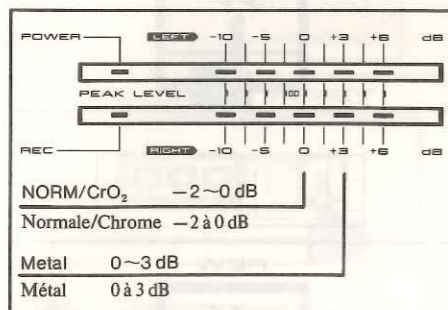 POWER LEFT -10 -5 0 +3 +6 dB
PEAK LEVEL
REC RIGHT -10 -5 0 +3 +6 dB
NORM/CrO₂ −2～0 dB
Normale/Chrome −2 à 0 dB
Metal 0～3 dB
Métal 0 à 3 dB